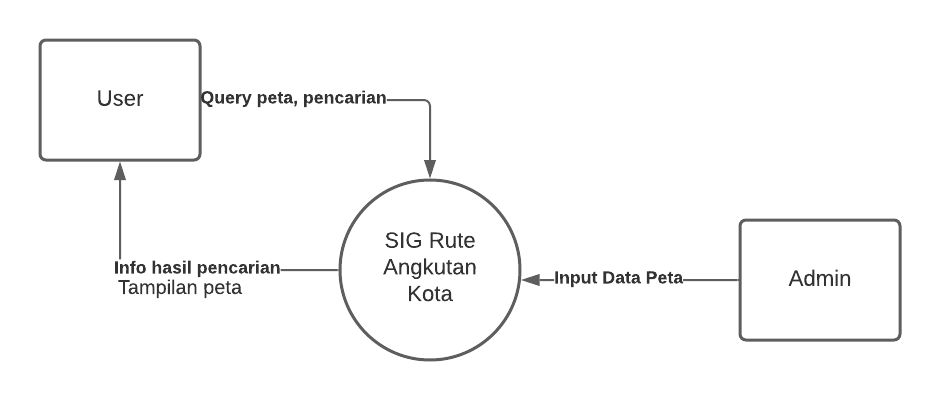 User
Query peta, pencarian
SIG Rute
Angkutan
Kota
Info hasil pencarian
Tampilan peta
Input Data Peta
Admin